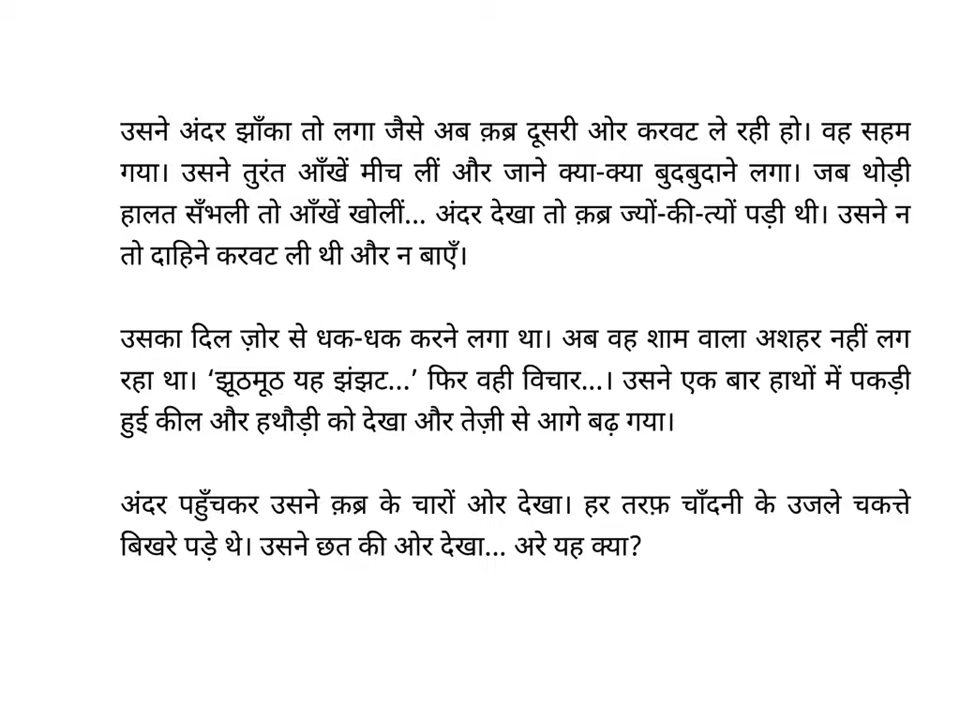 उसने अंदर झाँका तो लगा जैसे अब क़ब्र दूसरी ओर करवट ले रही हो। वह सहम
गया। उसने तुरंत आँखें मीच लीं और जाने क्या-क्या बुदबुदाने लगा। जब थोड़ी
हालत सँभली तो आँखें खोलीं... अंदर देखा तो क़ब्र ज्यों-की-त्यों पड़ी थी। उसने न
तो दाहिने करवट ली थी और न बाएँ।
उसका दिल ज़ोर से धक-धक करने लगा था। अब वह शाम वाला अशहर नहीं लग
रहा था। ‘झूठमूठ यह झंझट...’ फिर वही विचार...। उसने एक बार हाथों में पकड़ी
हुई कील और हथौड़ी को देखा और तेज़ी से आगे बढ़ गया।
अंदर पहुँचकर उसने क़ब्र के चारों ओर देखा। हर तरफ़ चाँदनी के उजले चकत्ते
बिखरे पड़े थे। उसने छत की ओर देखा... अरे यह क्या?